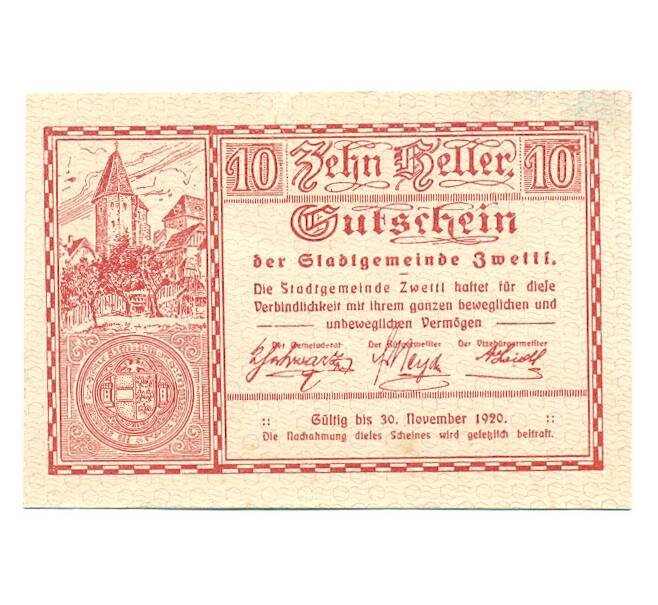 10 Zehn Heller. 10
Gutschein
der Stadtgemeinde Zwettl.
Die Stadtgemeinde Zwettl haftet für diese
Verbindlichkeit mit ihrem ganzen beweglichen und
unbeweglichen Vermögen
Der Gemeinderat Der Bürgermeister Der Vizebürgermeister
:: Gültig bis 30. November 1920. ::
Die Nachahmung dieses Scheines wird gesetzlich bestraft.